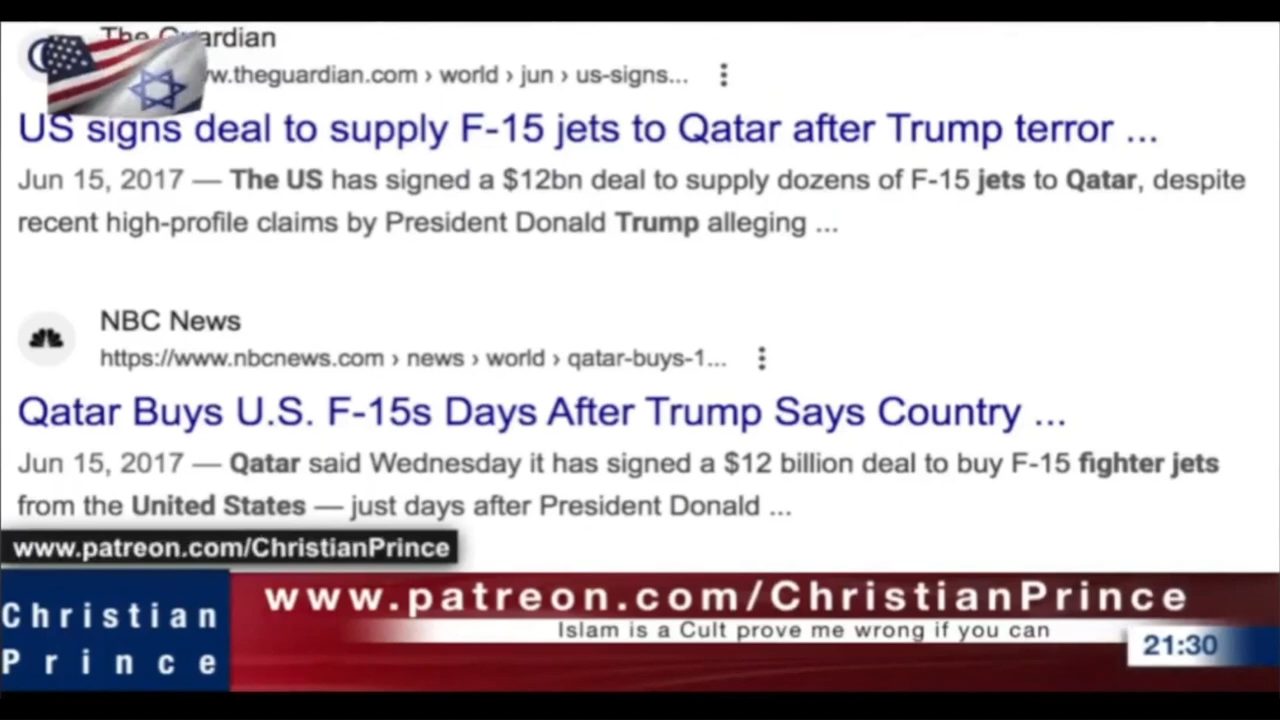 The Guardian
w.theguardian.com › world › jun › us-signs...
US signs deal to supply F-15 jets to Qatar after Trump terror ...
Jun 15, 2017 — The US has signed a $12bn deal to supply dozens of F-15 jets to Qatar, despite
recent high-profile claims by President Donald Trump alleging ...
NBC News
https://www.nbcnews.com › news › world › qatar-buys-1...
Qatar Buys U.S. F-15s Days After Trump Says Country ...
Jun 15, 2017 — Qatar said Wednesday it has signed a $12 billion deal to buy F-15 fighter jets
from the United States — just days after President Donald ...
www.patreon.com/ChristianPrince
Christian
Prince
www.patreon.com/ChristianPrince
Islam is a Cult prove me wrong if you can
21:30